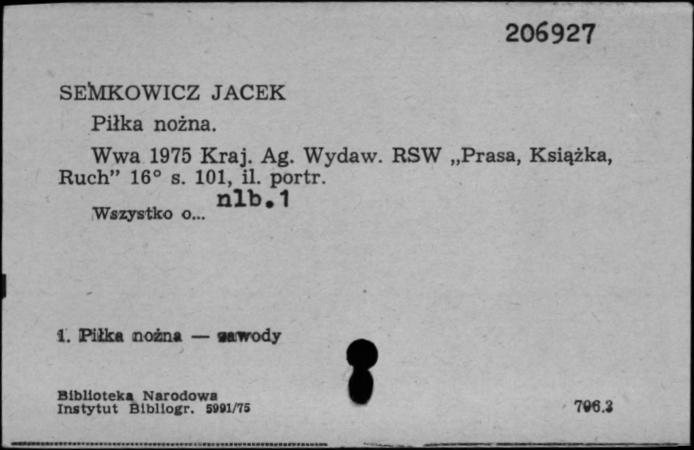 206927
SEMKOWICZ JACEK
Piłka nożna.
Wwa 1975 Kraj. Ag. Wydaw. RSW „Prasa, Książka,
Ruch” 16° s. 101, il. portr.
nlb.1
Wszystko o...
1. Piłka nożna — zawody
Biblioteka Narodowa
Instytut Bibliogr. 5991/75
796.3